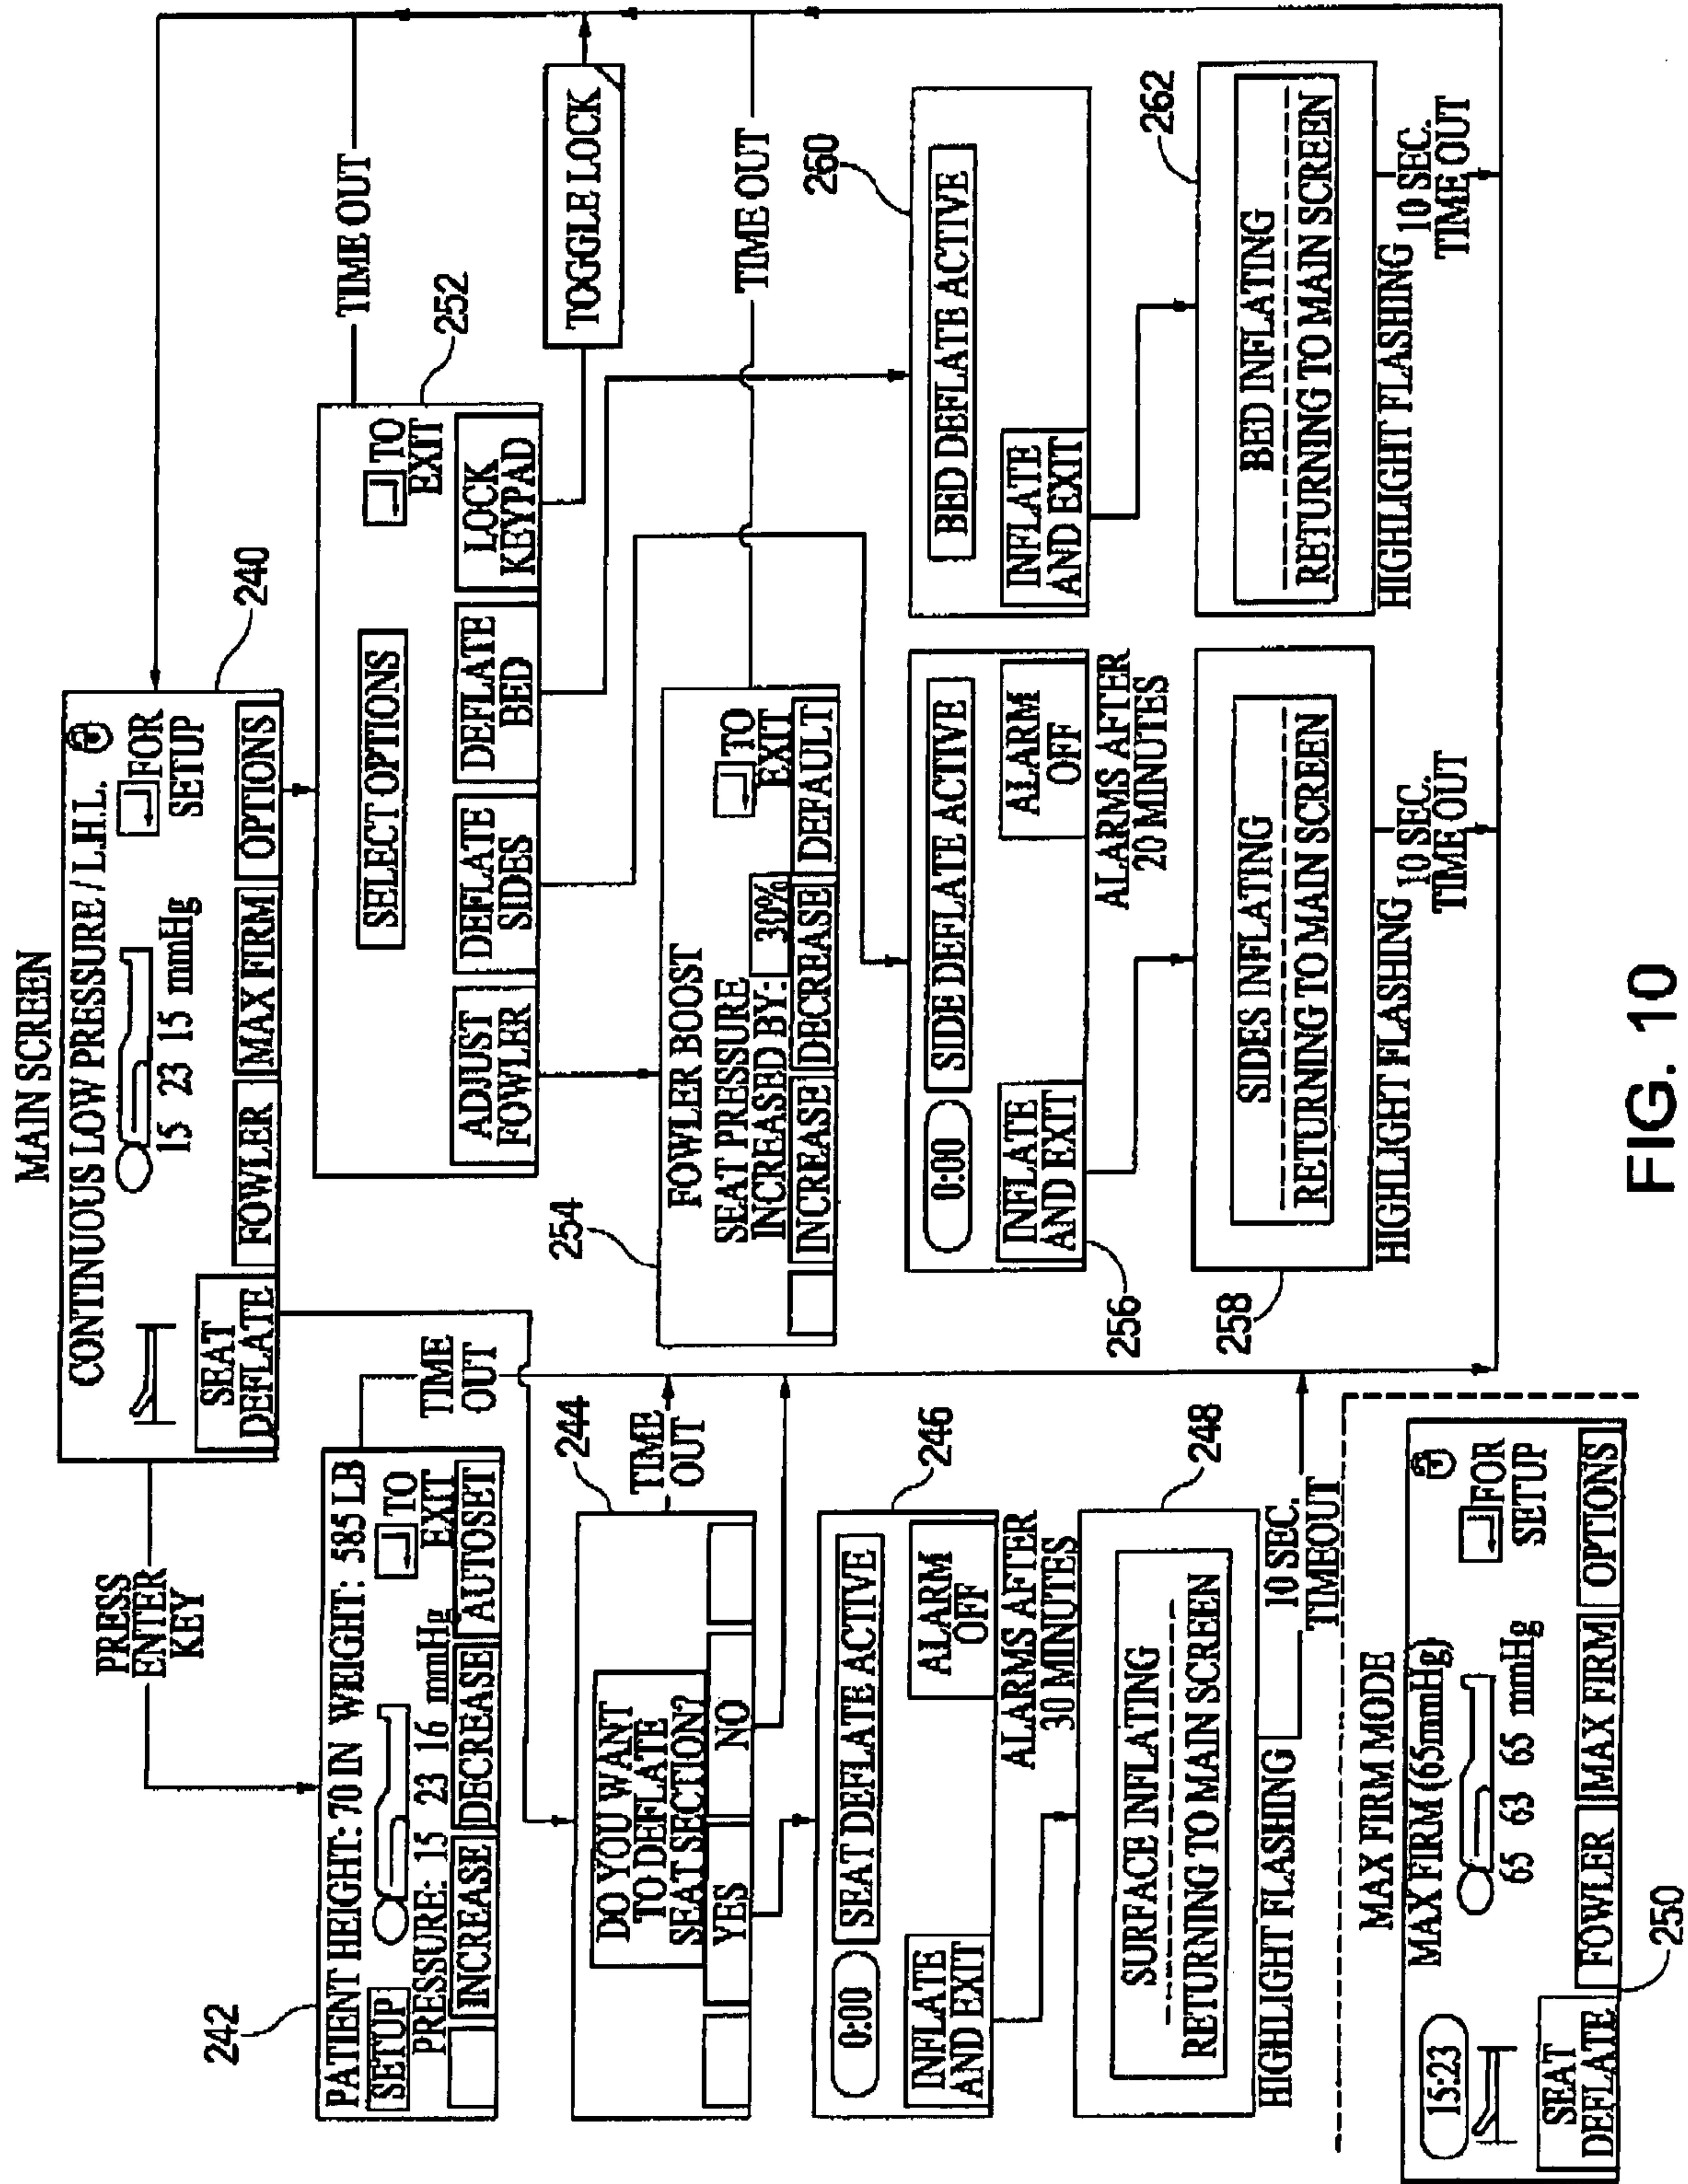 MAIN SCREEN
CONTINUOUS LOW PRESSURE / L.H.L.
FOR
SETUP
15 23 15 mmHg
SEAT
DEFLATE
FOWLER
MAX FIRM
OPTIONS
240
PRESS
ENTER
KEY
242
PATIENT HEIGHT: 70 IN WEIGHT: 585 LB
SETUP
TO
EXIT
PRESSURE: 15 23 16 mmHg
INCREASE
DECREASE
AUTOSET
TIME
OUT
244
DO YOU WANT
TO DEFLATE
SEAT SECTION?
YES
NO
TIME
OUT
246
0:00
SEAT DEFLATE ACTIVE
INFLATE
AND EXIT
ALARM
OFF
ALARMS AFTER
30 MINUTES
248
SURFACE INFLATING
RETURNING TO MAIN SCREEN
HIGHLIGHT FLASHING
10 SEC.
TIMEOUT
MAX FIRM MODE
MAX FIRM (65mmHg)
15:23
FOR
SETUP
65 63 65 mmHg
SEAT
DEFLATE
FOWLER
MAX FIRM
OPTIONS
250
252
SELECT OPTIONS
TO
EXIT
ADJUST
FOWLER
DEFLATE
SIDES
DEFLATE
BED
LOCK
KEYPAD
TIME OUT
TOGGLE LOCK
254
FOWLER BOOST
SEAT PRESSURE
INCREASED BY: 30%
TO
EXIT
INCREASE
DECREASE
DEFAULT
TIME OUT
256
0:00
SIDE DEFLATE ACTIVE
INFLATE
AND EXIT
ALARM
OFF
ALARMS AFTER
20 MINUTES
258
SIDES INFLATING
RETURNING TO MAIN SCREEN
HIGHLIGHT FLASHING
10 SEC.
TIME OUT
260
BED DEFLATE ACTIVE
INFLATE
AND EXIT
262
BED INFLATING
RETURNING TO MAIN SCREEN
HIGHLIGHT FLASHING
10 SEC.
TIME OUT
FIG. 10